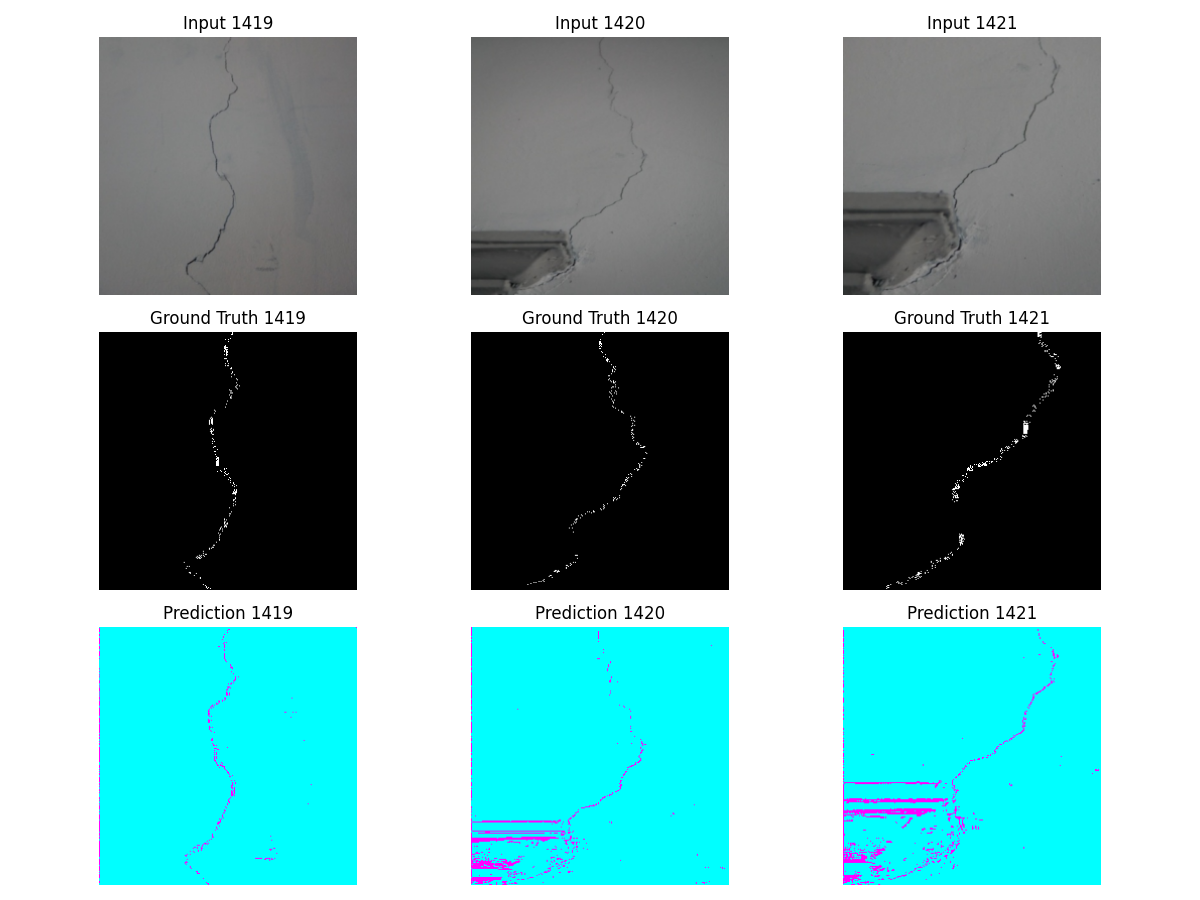 Input 1419
Input 1420
Input 1421
Ground Truth 1419
Ground Truth 1420
Ground Truth 1421
Prediction 1419
Prediction 1420
Prediction 1421